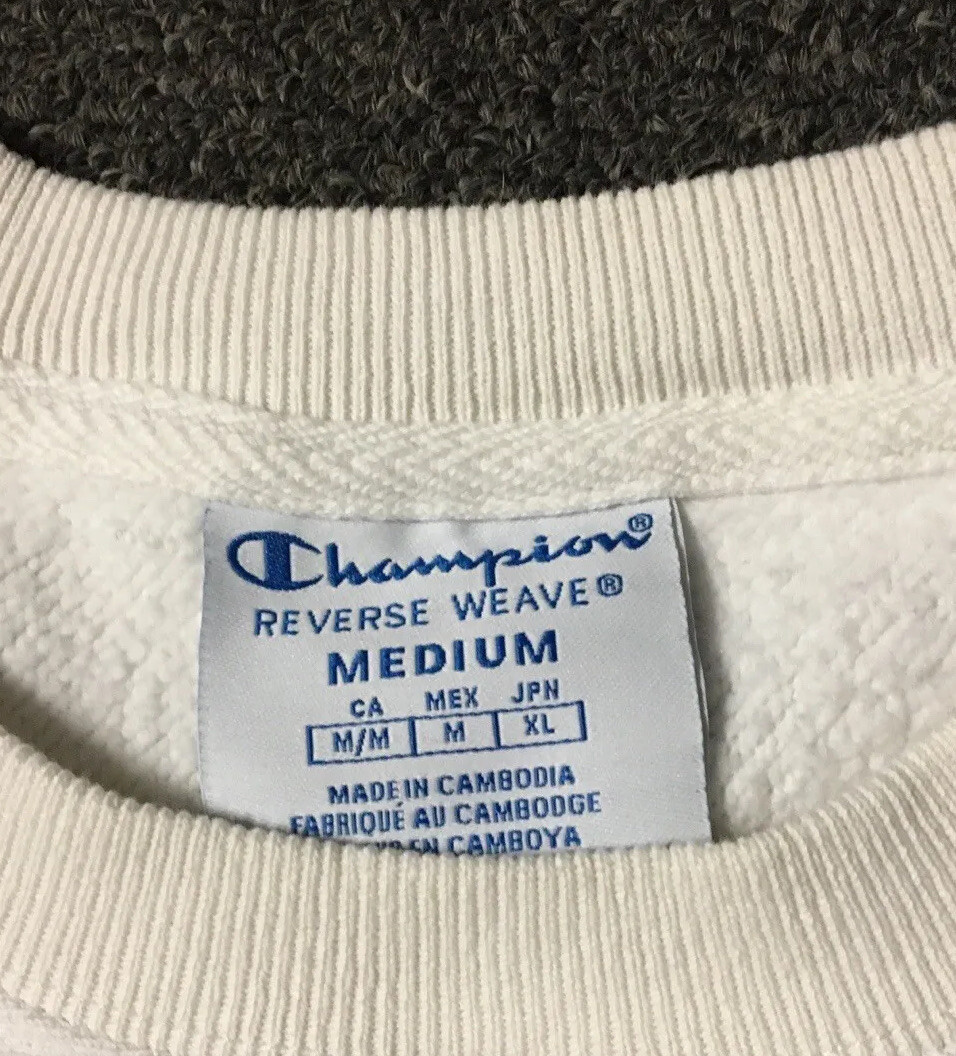 Champion®
REVERSE WEAVE®
MEDIUM
CA MEX JPN
M/M M XL
MADE IN CAMBODIA
FABRIQUÉ AU CAMBODGE
EN CAMBOYA